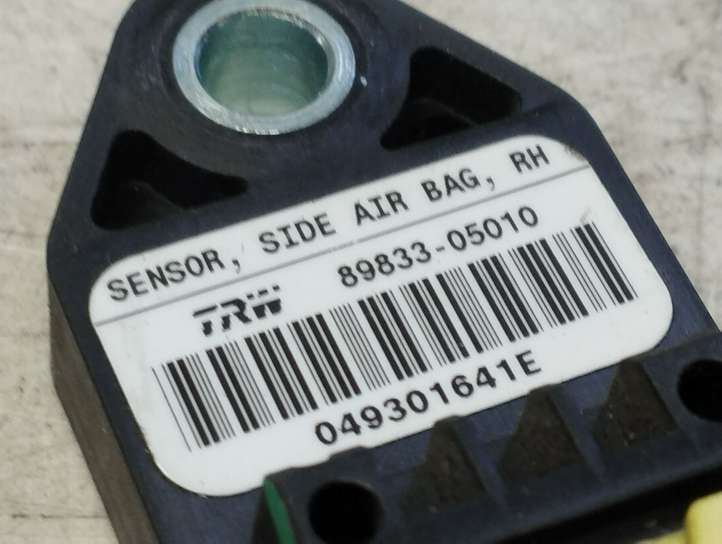 SENSOR, SIDE AIR BAG, RH
TRW 89833-05010
049301641E